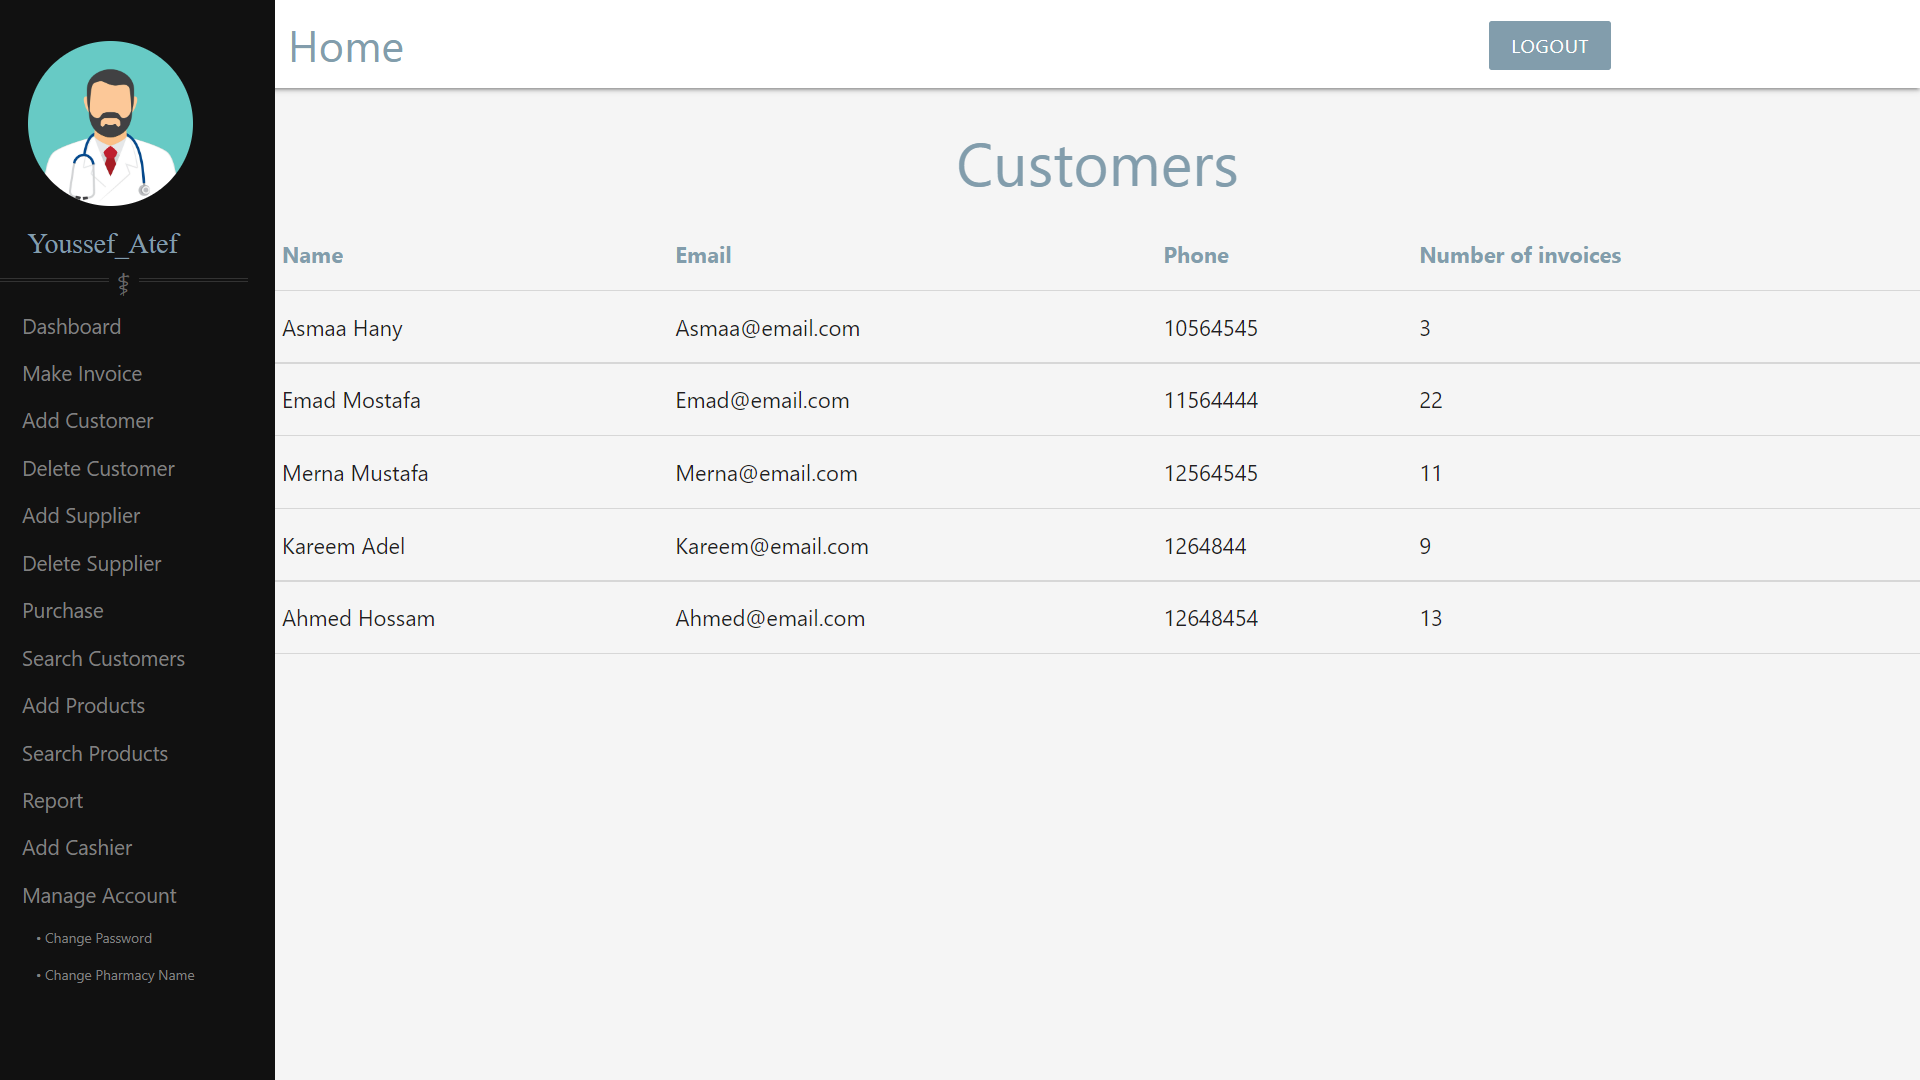 Home
LOGOUT
Youssef_Atef
Dashboard
Make Invoice
Add Customer
Delete Customer
Add Supplier
Delete Supplier
Purchase
Search Customers
Add Products
Search Products
Report
Add Cashier
Manage Account
• Change Password
• Change Pharmacy Name
Customers
Name Email Phone Number of invoices
Asmaa Hany Asmaa@email.com 10564545 3
Emad Mostafa Emad@email.com 11564444 22
Merna Mustafa Merna@email.com 12564545 11
Kareem Adel Kareem@email.com 1264844 9
Ahmed Hossam Ahmed@email.com 12648454 13